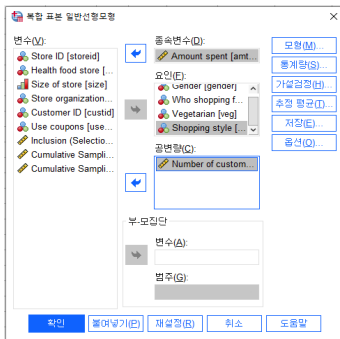 복합 표본 일반선형모형
변수(V):
Store ID [storeid]
Health food store [...
Size of store [size]
Store organization...
Customer ID [custid]
Use coupons [use...
Inclusion (Selectio...
Cumulative Sampli...
Cumulative Sampli...
종속변수(D):
Amount spent [amt...
요인(F):
Gender [gender]
Who shopping f...
Vegetarian [veg]
Shopping style [...
공변량(C):
Number of custom...
부-모집단
변수(A):
범주(G):
모형(M)...
통계량(S)...
가설검정(H)...
추정 평균(T)...
저장(E)...
옵션(O)...
확인
붙여넣기(P)
재설정(R)
취소
도움말